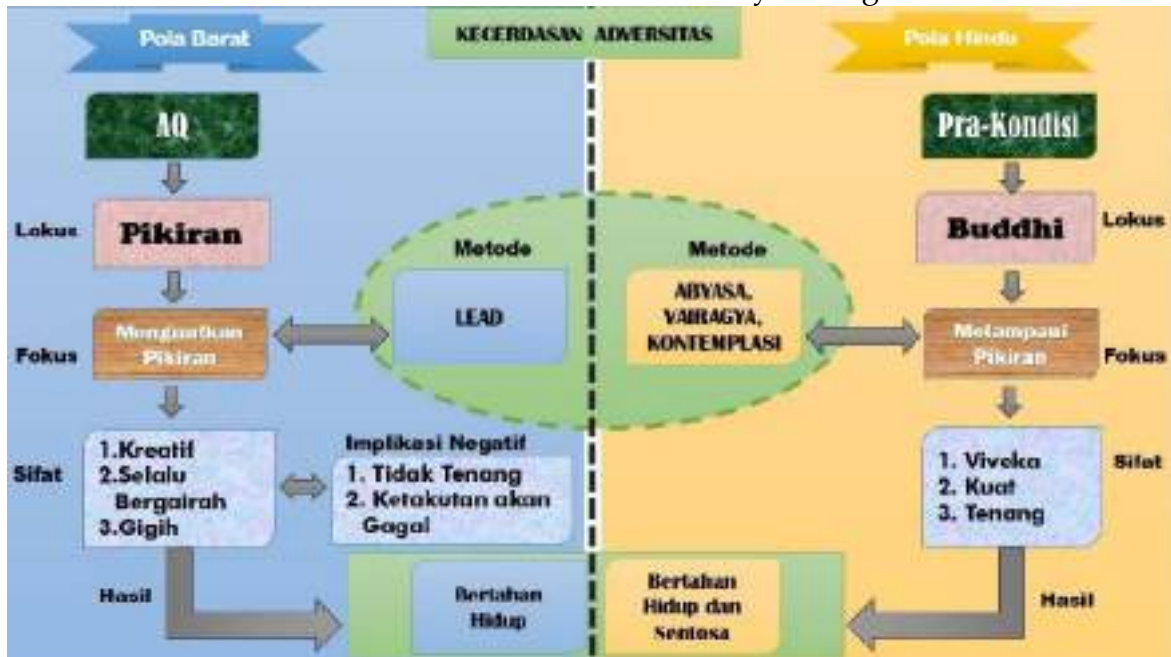 Pola Barat
KECERDASAN ADVERSITAS
Pola Hindu
AQ
Pra-Kondisi
Lokus
Pikiran
Buddhi
Lokus
Metode
Metode
LEAD
ABYASA,
VAIRAGYA,
KONTEMPLASI
Fokus
Menguatkan
Pikiran
Melampaui
Pikiran
Fokus
Sifat
1.Kreatif
2.Selalu
Bergairah
3.Gigih
Implikasi Negatif
1. Tidak Tenang
2. Ketakutan akan
Gagal
1. Viveka
2. Kuat
3. Tenang
Sifat
Hasil
Bertahan
Hidup
Bertahan
Hidup dan
Sentosa
Hasil